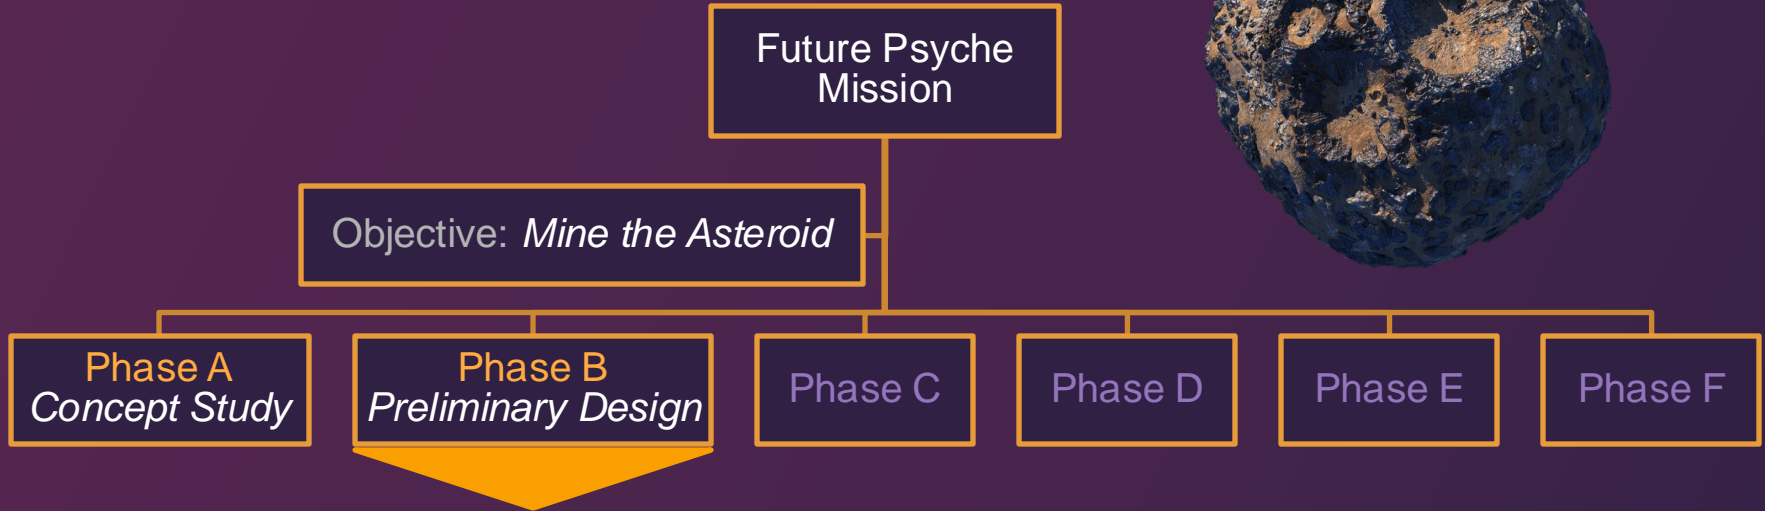 Future Psyche
Mission
Objective: Mine the Asteroid
Phase A
Concept Study
Phase B
Preliminary Design
Phase C
Phase D
Phase E
Phase F